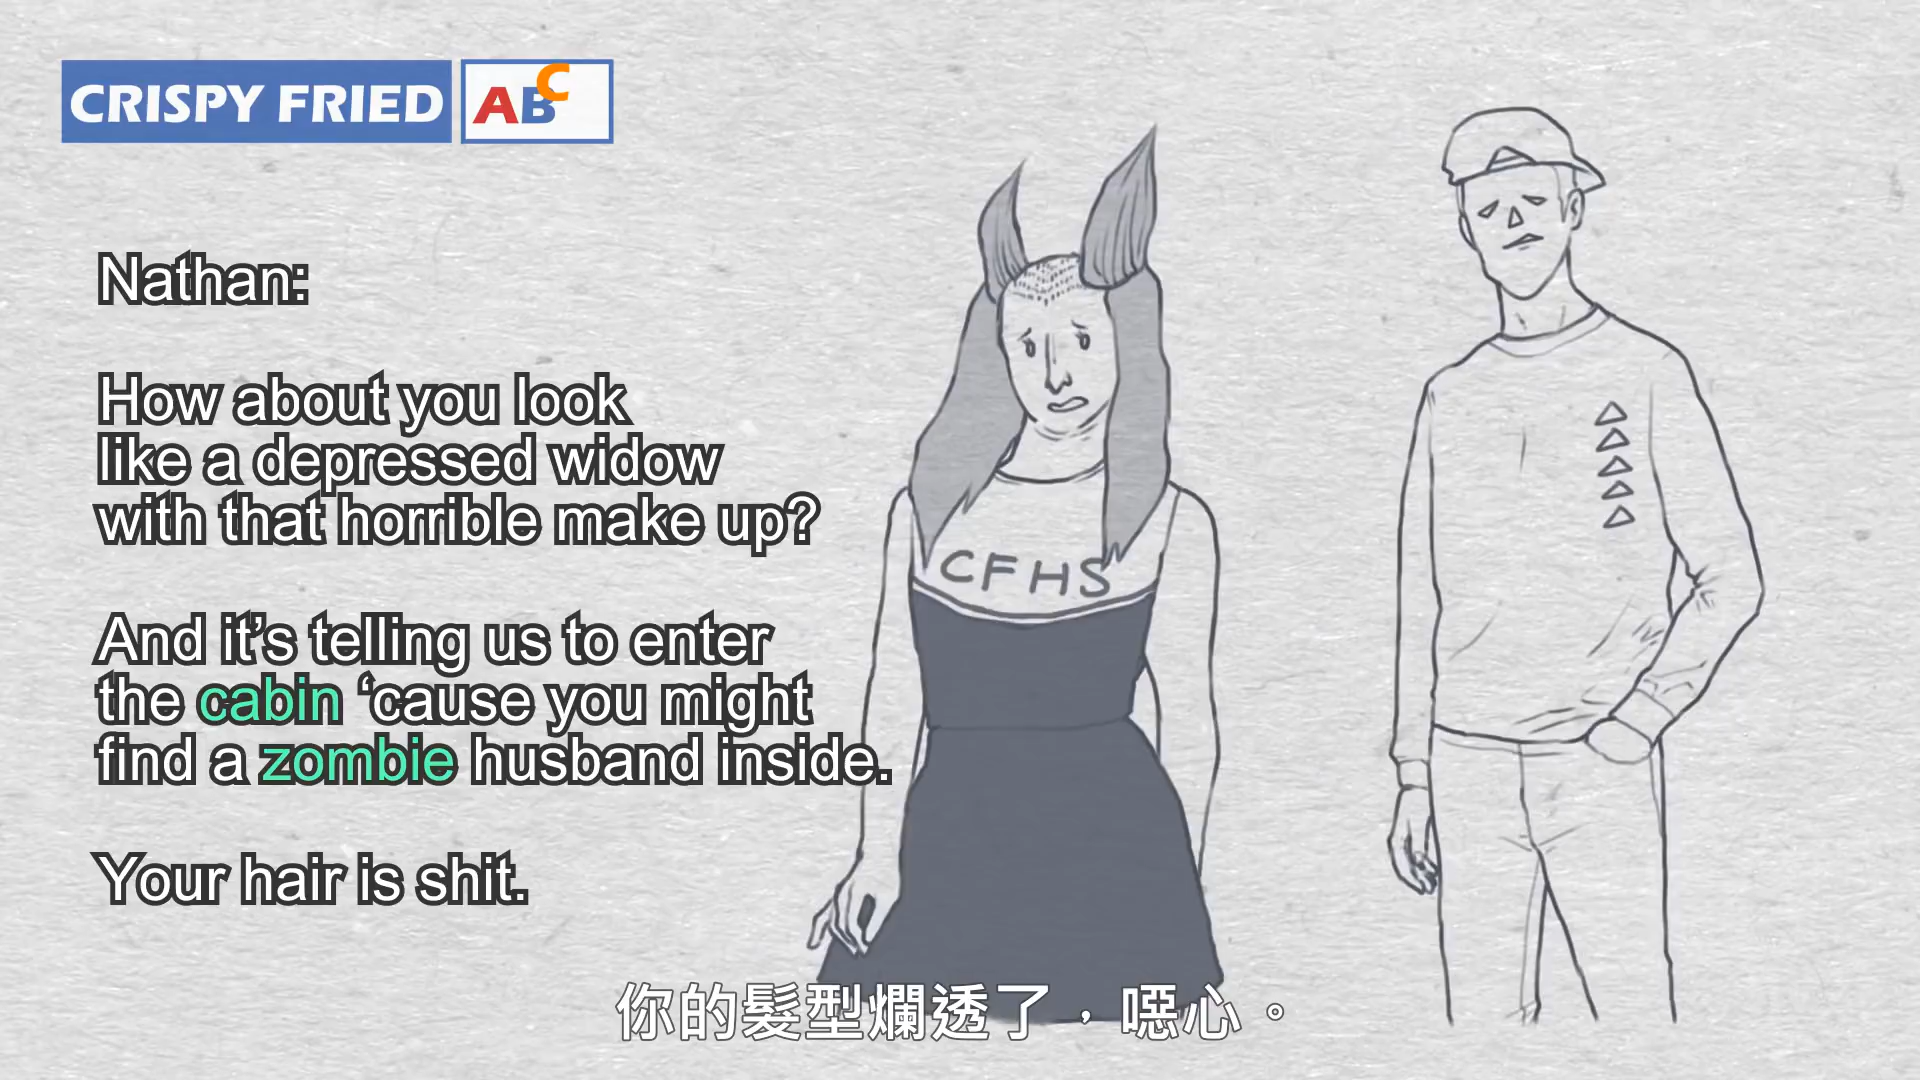 CRISPY FRIED ABC
Nathan:
How about you look
like a depressed widow
with that horrible make up?
And it’s telling us to enter
the cabin ‘cause you might
find a zombie husband inside.
Your hair is shit.
CFHS
你的髮型爛透了，噁心。